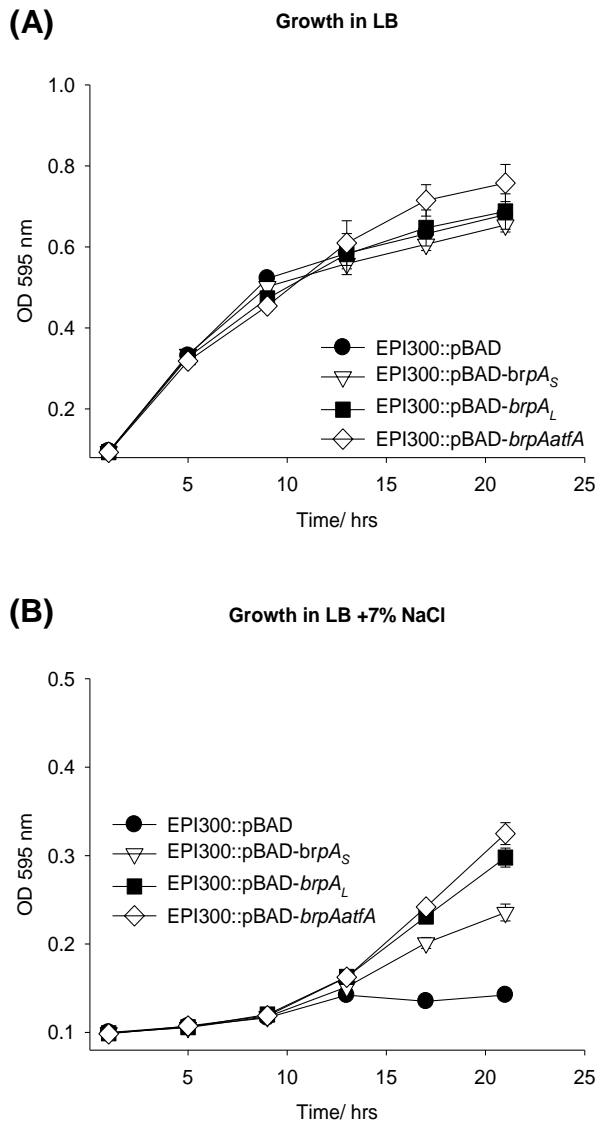 (A)
Growth in LB
1.0
0.8
0.6
0.4
0.2
OD 595 nm
EPI300::pBAD
EPI300::pBAD-brpA_S
EPI300::pBAD-brpA_L
EPI300::pBAD-brpAatfA
5 10 15 20 25
Time/ hrs
(B)
Growth in LB +7% NaCl
0.5
0.4
0.3
0.2
0.1
OD 595 nm
EPI300::pBAD
EPI300::pBAD-brpA_S
EPI300::pBAD-brpA_L
EPI300::pBAD-brpAatfA
5 10 15 20 25
Time/ hrs